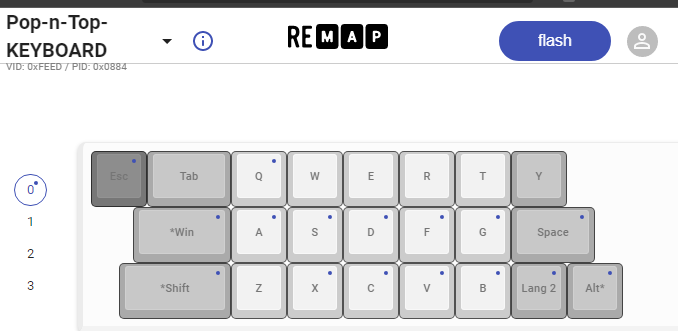 Pop-n-Top-
KEYBOARD
VID: 0xFEED / PID: 0x0884
REMAP
flash
0
1
2
3
Esc Tab Q W E R T Y
*Win A S D F G Space
*Shift Z X C V B Lang 2 Alt*